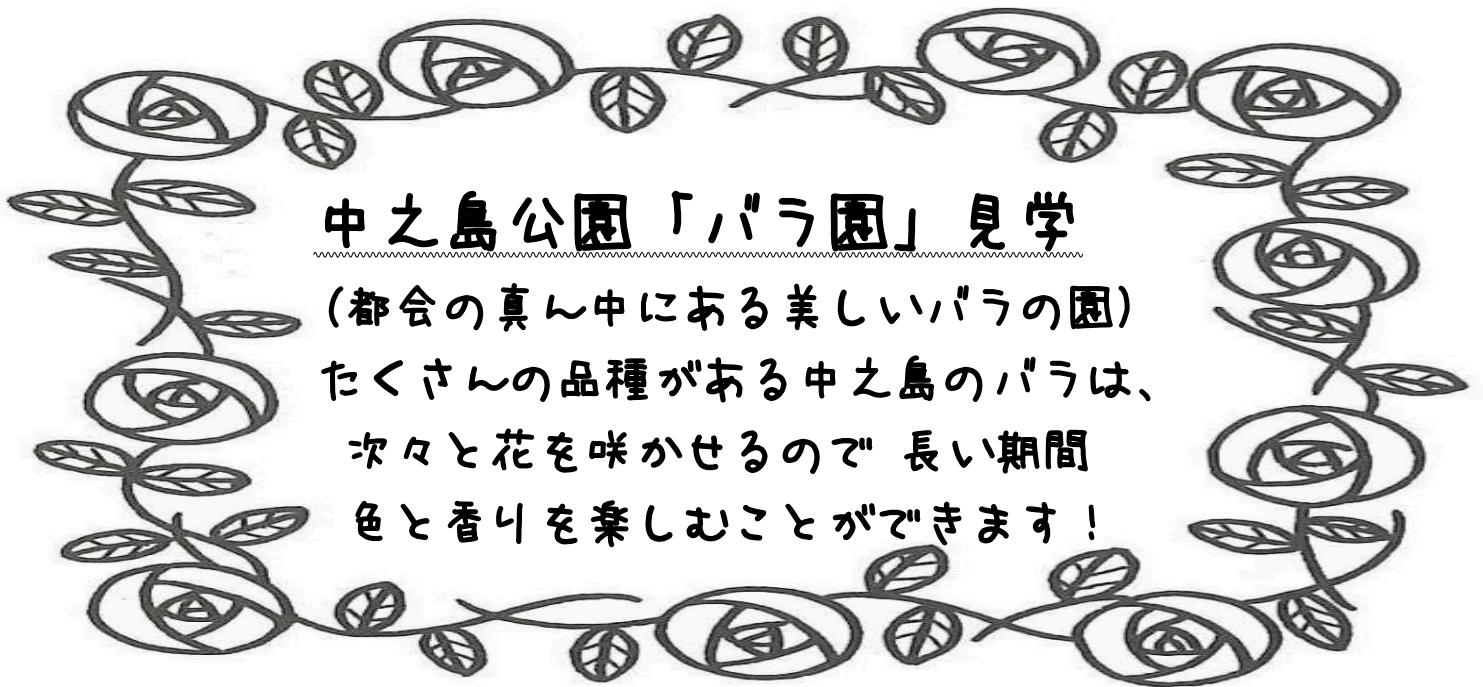 中之島公園「バラ園」見学
(都会の真ん中にある美しいバラの園)
たくさんの品種がある中之島のバラは、
次々と花を咲かせるので 長い期間
色と香りを楽しむことができます！